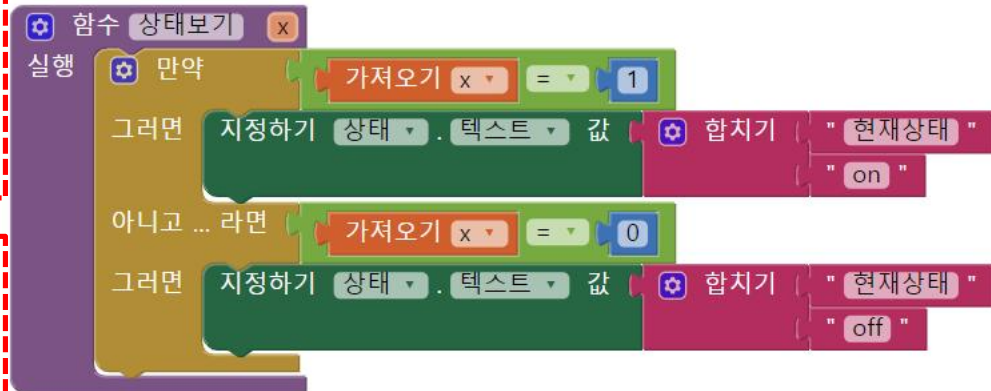 함수 상태보기 x
실행 만약 가져오기 x = 1
그러면 지정하기 상태 . 텍스트 값 합치기 " 현재상태 "
" on "
아니고 ... 라면 가져오기 x = 0
그러면 지정하기 상태 . 텍스트 값 합치기 " 현재상태 "
" off "